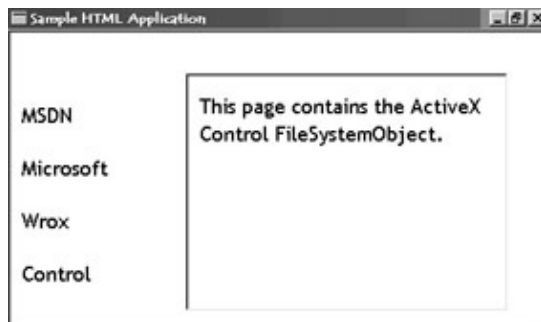 Sample HTML Application
MSDN
Microsoft
Wrox
Control
This page contains the ActiveX
Control FileSystemObject.